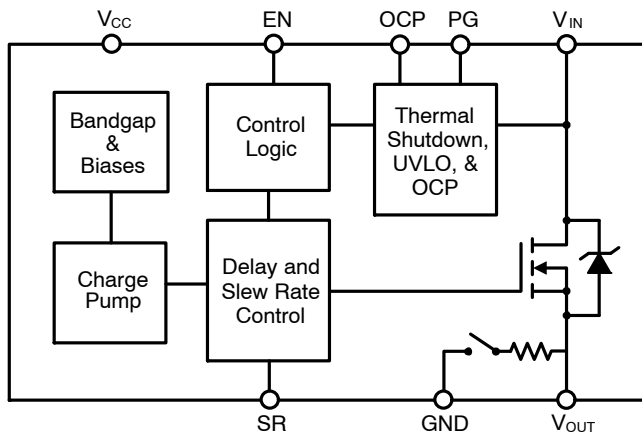 VCC
EN
OCP
PG
VIN
Bandgap
&
Biases
Control
Logic
Thermal
Shutdown,
UVLO, &
OCP
Charge
Pump
Delay and
Slew Rate
Control
SR
GND
VOUT